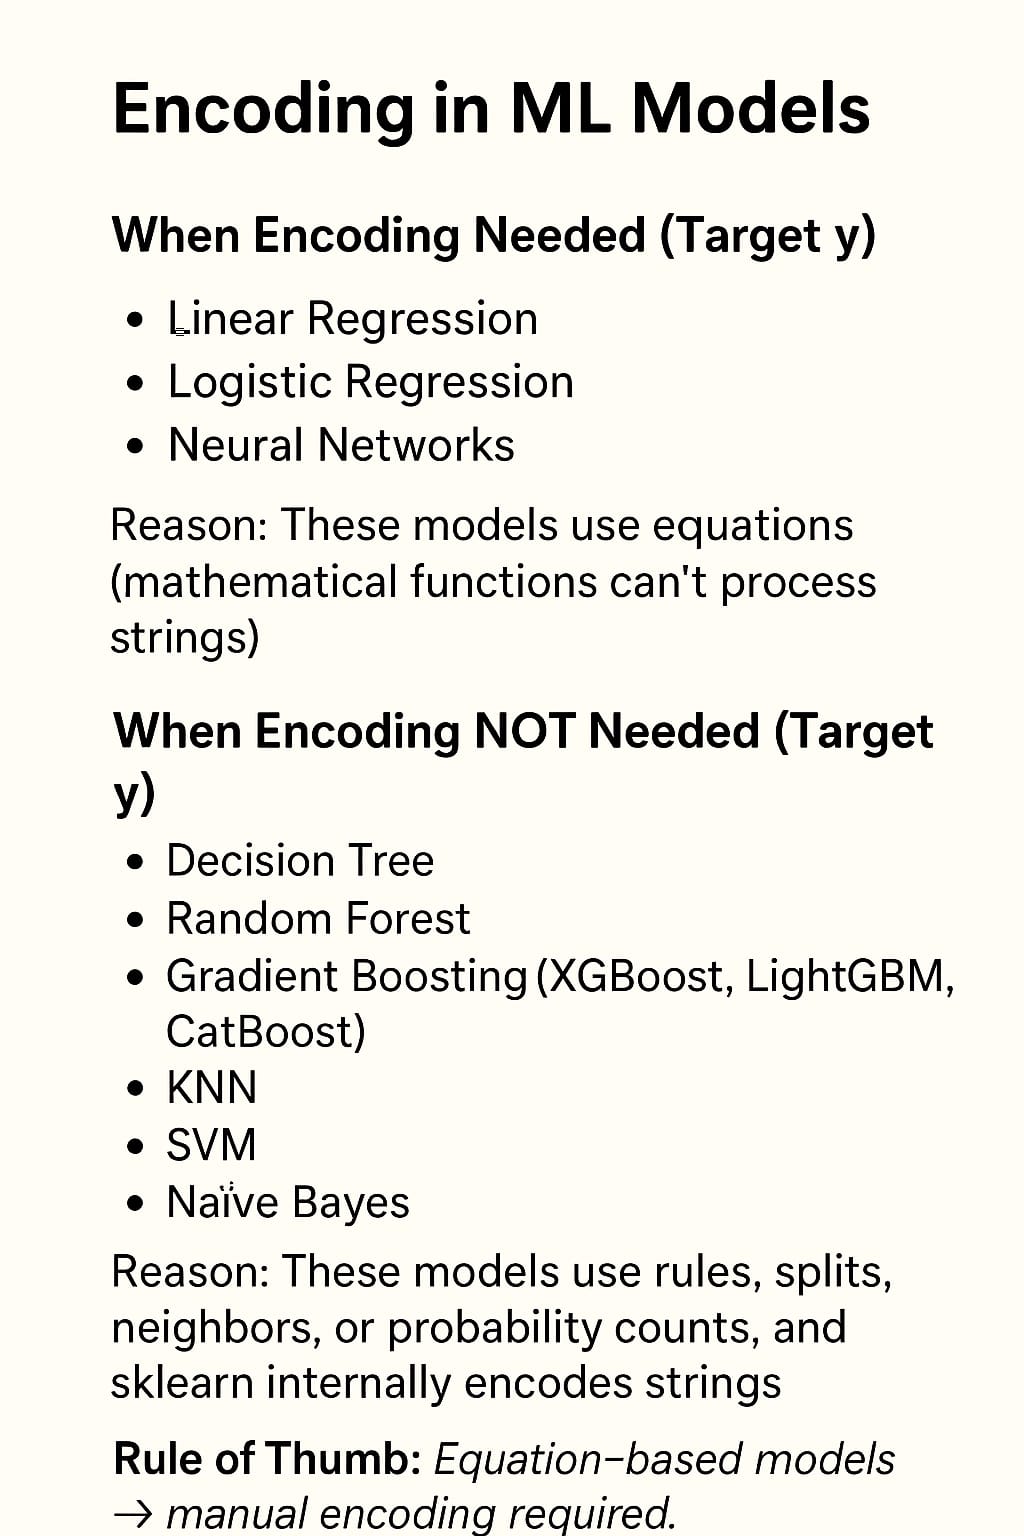 Encoding in ML Models
When Encoding Needed (Target y)
• Linear Regression
• Logistic Regression
• Neural Networks
Reason: These models use equations
(mathematical functions can't process
strings)
When Encoding NOT Needed (Target
y)
• Decision Tree
• Random Forest
• Gradient Boosting (XGBoost, LightGBM,
CatBoost)
• KNN
• SVM
• Naïve Bayes
Reason: These models use rules, splits,
neighbors, or probability counts, and
sklearn internally encodes strings
Rule of Thumb: Equation–based models
→ manual encoding required.